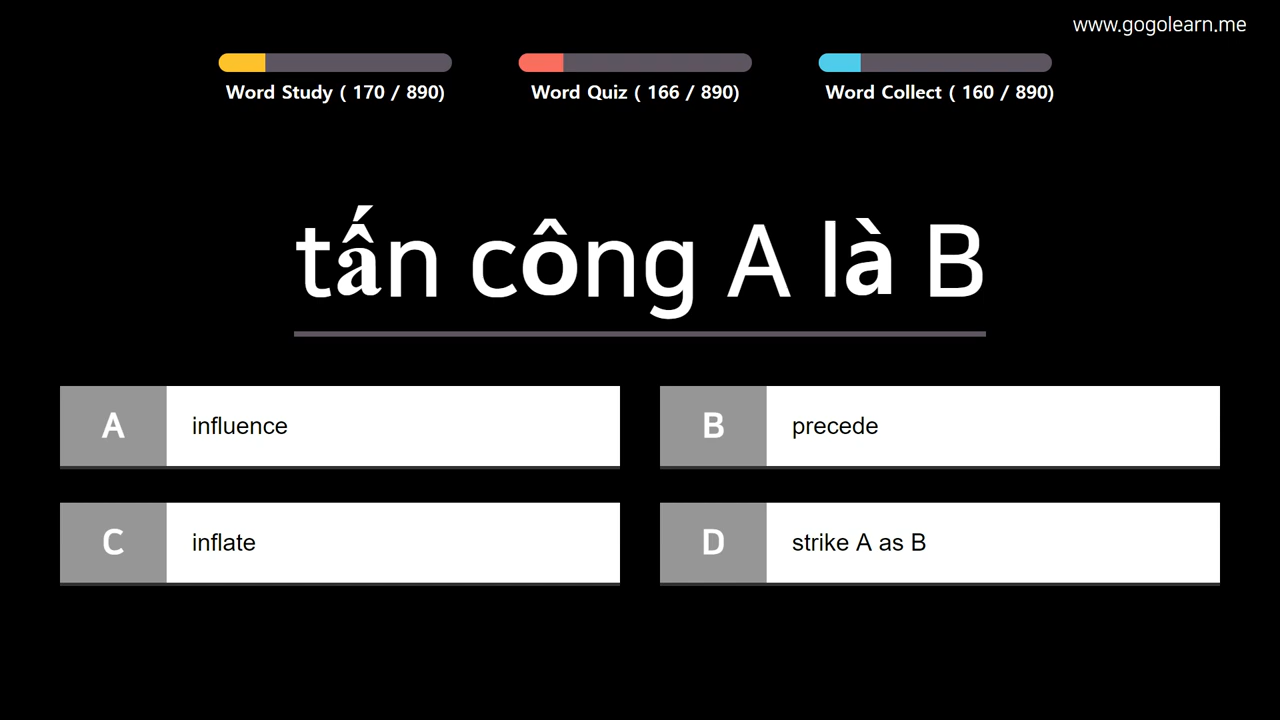 www.gogolearn.me
Word Study ( 170 / 890)
Word Quiz ( 166 / 890)
Word Collect ( 160 / 890)
tấn công A là B
A influence
B precede
C inflate
D strike A as B